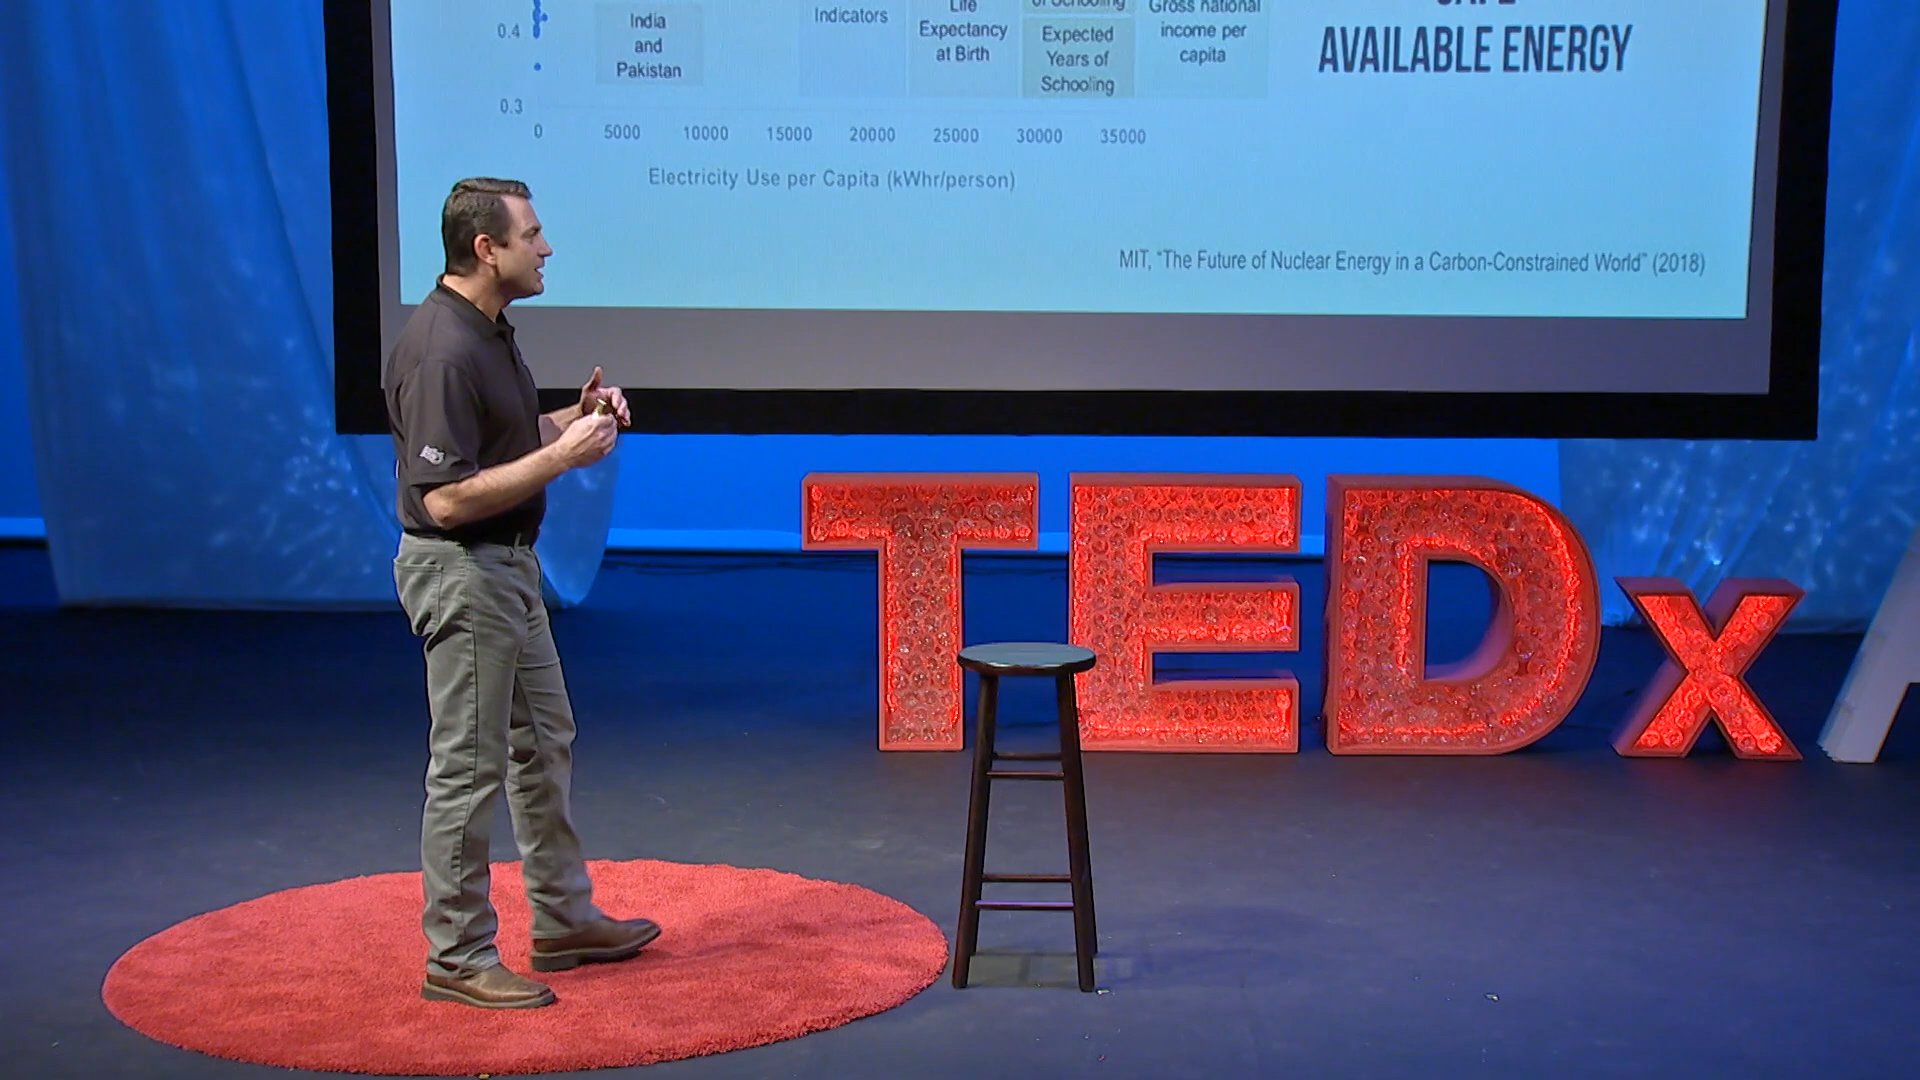 AVAILABLE ENERGY
0.4
0.3
India
and
Pakistan
Indicators
Life
Expectancy
at Birth
of Schooling
Expected
Years of
Schooling
Gross national
income per
capita
0 5000 10000 15000 20000 25000 30000 35000
Electricity Use per Capita (kWhr/person)
MIT, "The Future of Nuclear Energy in a Carbon-Constrained World" (2018)
TEDx